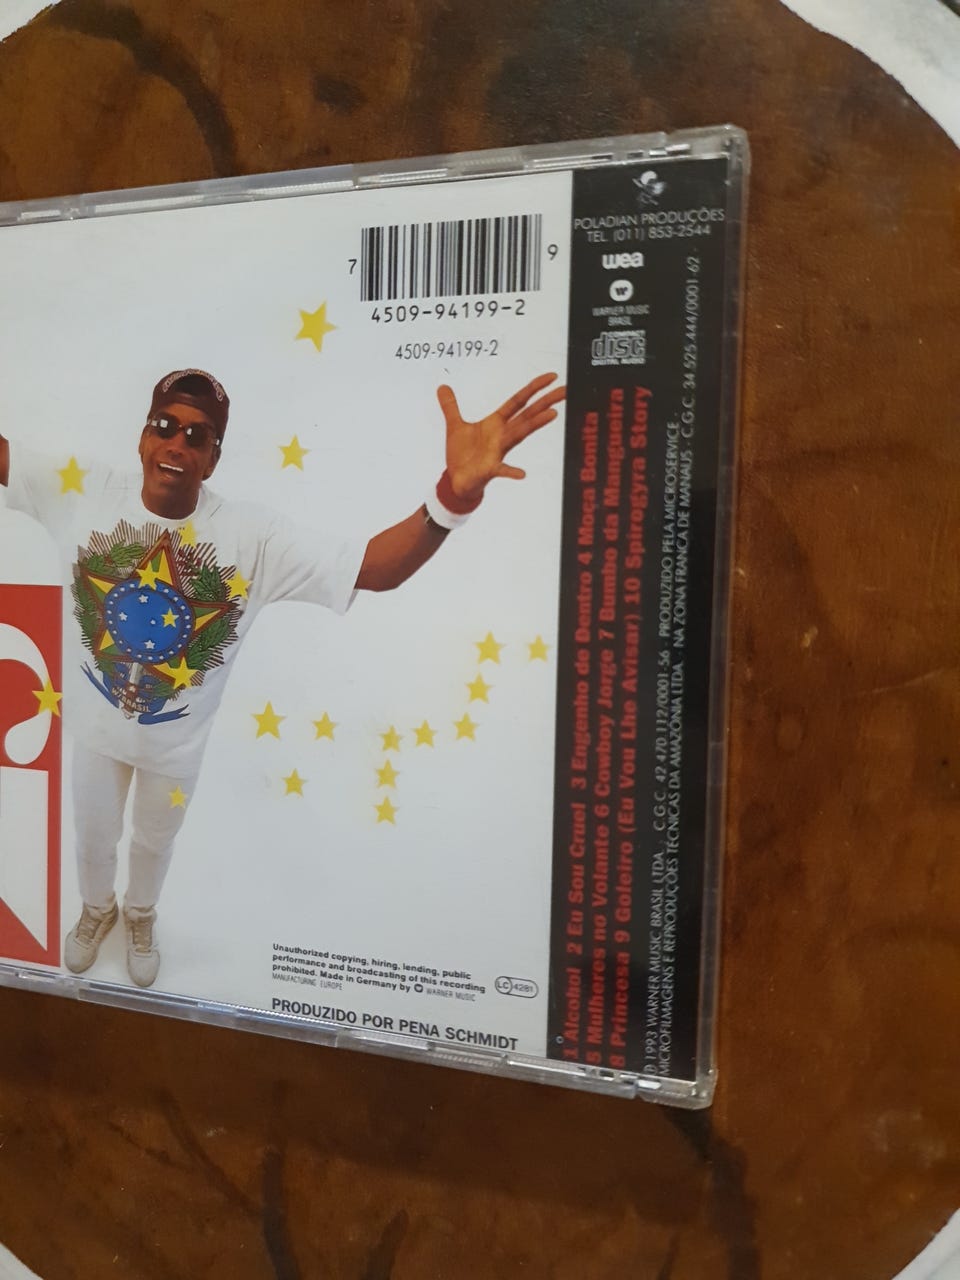 7 9
4509-94199-2
4509-94199-2
W/BRASIL
Unauthorized copying, hiring, lending, public
performance and broadcasting of this recording
prohibited. Made in Germany by W WARNER MUSIC
MANUFACTURING EUROPE
LC 4281
PRODUZIDO POR PENA SCHMIDT
POLADIAN PRODUÇÕES
TEL. (011) 853-2544
wea
WARNER MUSIC
BRASIL
COMPACT
disc
DIGITAL AUDIO
1 Alcohol 2 Eu Sou Cruel 3 Engenho de Dentro 4 Moça Bonita
5 Mulheres no Volante 6 Cowboy Jorge 7 Bumbo da Mangueira
8 Princesa 9 Goleiro (Eu Vou Lhe Avisar) 10 Spirogyra Story
℗ 1993 WARNER MUSIC BRASIL LTDA. . C.G.C. 42.470.112/0001-56 · PRODUZIDO PELA MICROSERVICE ·
MICROFILMAGENS E REPRODUÇÕES TÉCNICAS DA AMAZÔNIA LTDA. · NA ZONA FRANCA DE MANAUS · C.G.C. 34.525.444/0001-62